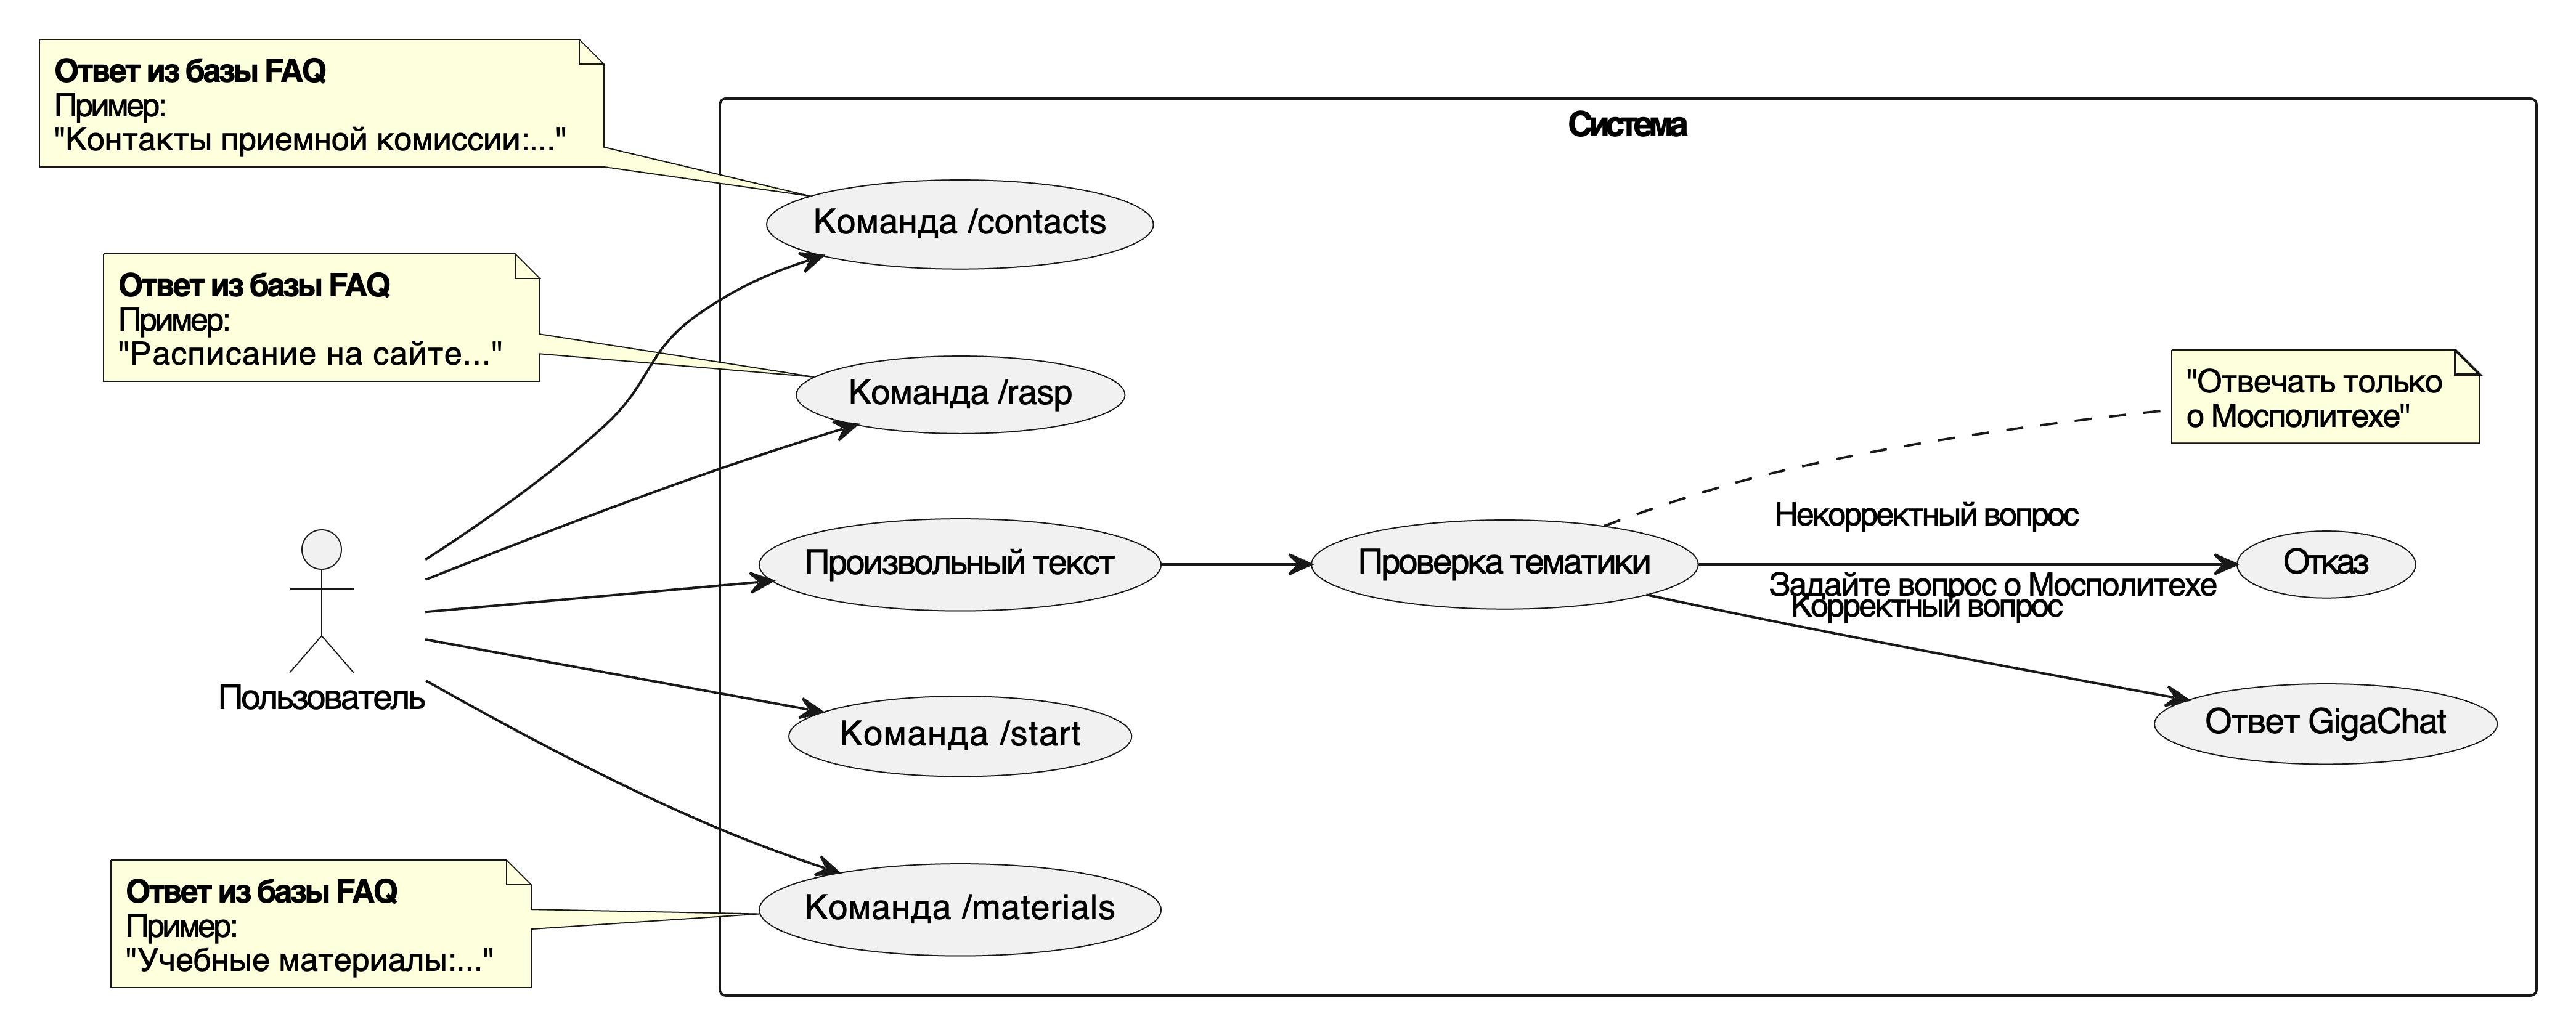 Ответ из базы FAQ
Пример:
"Контакты приемной комиссии:..."
Система
Команда /contacts
Ответ из базы FAQ
Пример:
"Расписание на сайте..."
Команда /rasp
"Отвечать только
о Мосполитехе"
Пользователь
Произвольный текст
Проверка тематики
Некорректный вопрос
Задайте вопрос о Мосполитехе
Корректный вопрос
Отказ
Ответ GigaChat
Команда /start
Ответ из базы FAQ
Пример:
"Учебные материалы:..."
Команда /materials